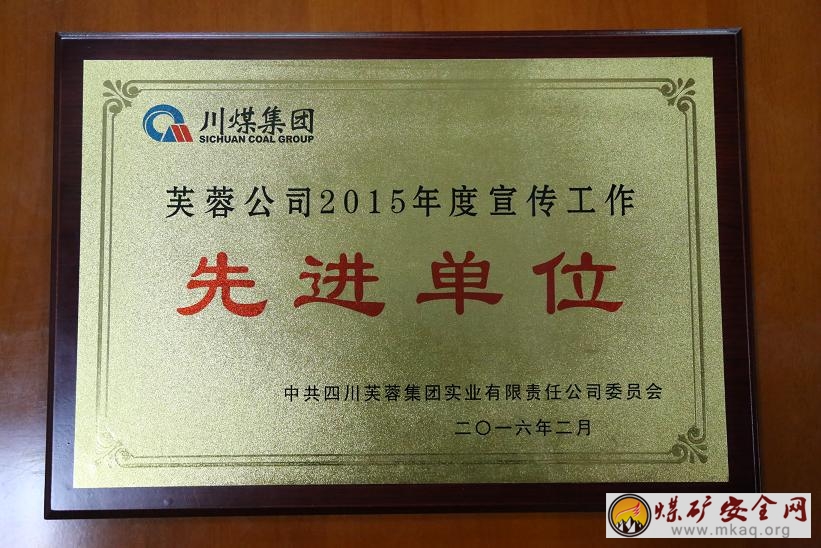 川煤集团
SICHUAN COAL GROUP
芙蓉公司2015年度宣传工作
先进单位
中共四川芙蓉集团实业有限责任公司委员会
二〇一六年二月
煤矿安全网
www.mkaq.org